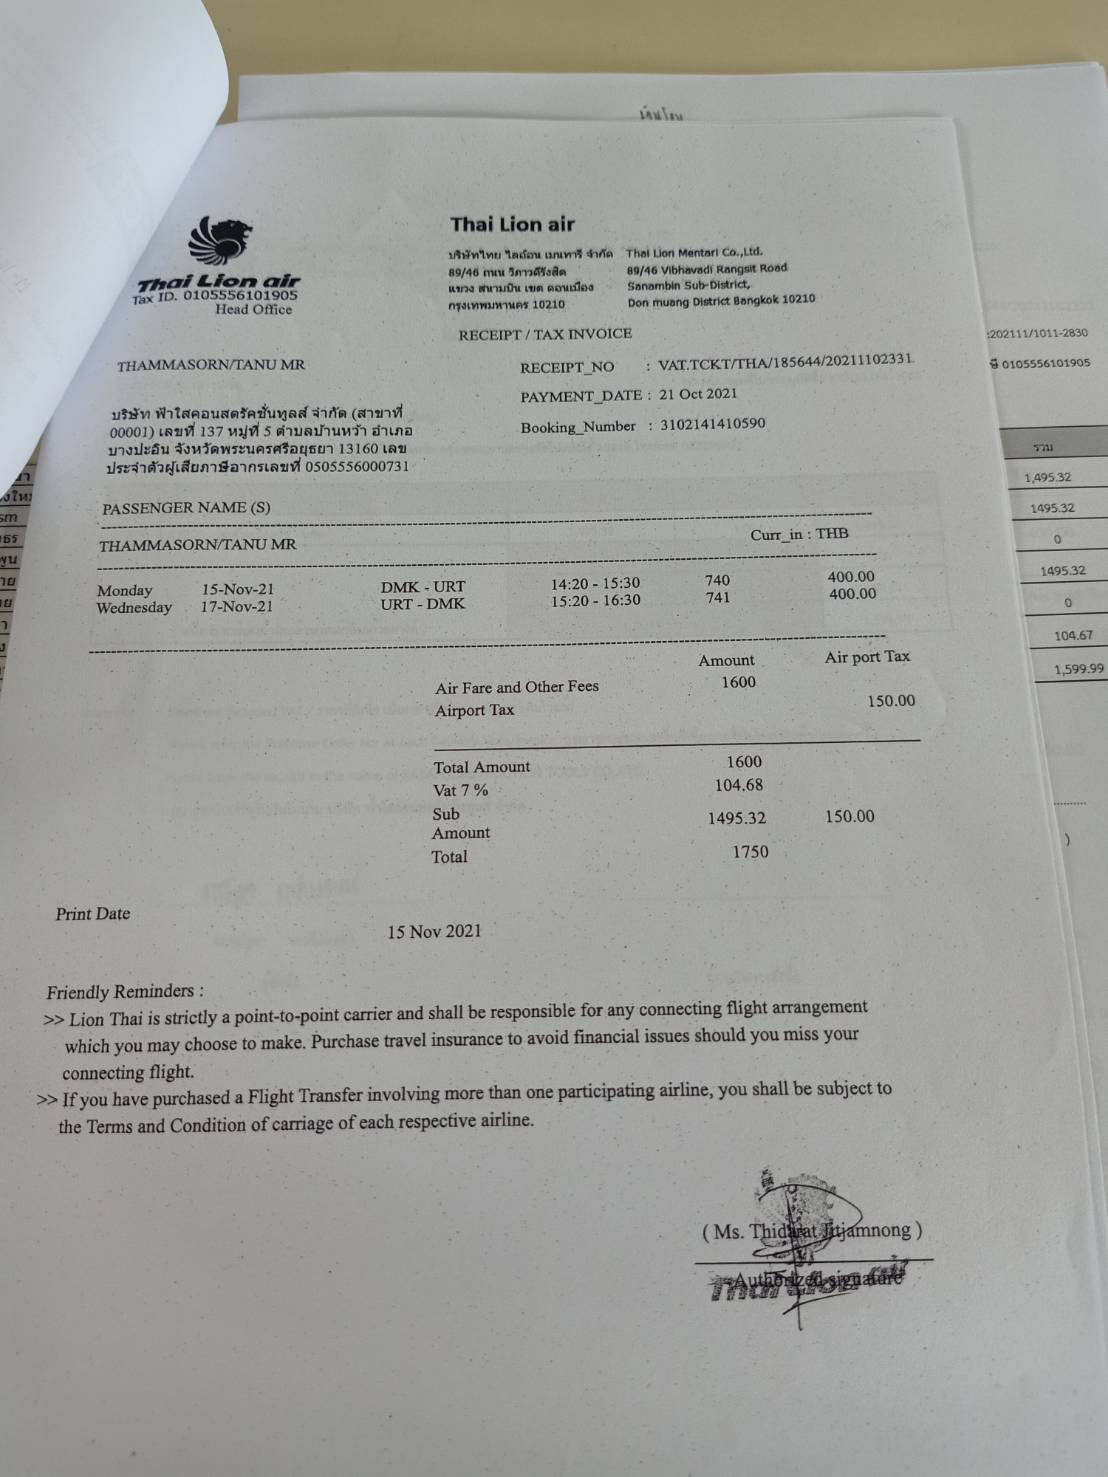 Thai Lion air
Tax ID. 0105556101905
Head Office
Thai Lion air
บริษัทไทย ไลอ้อน เมนทารี จำกัด Thai Lion Mentari Co.,Ltd.
89/46 ถนน วิภาวดีรังสิต 89/46 Vibhavadi Rangsit Road
แขวง สนามบิน เขต ดอนเมือง Sanambin Sub-District,
กรุงเทพมหานคร 10210 Don muang District Bangkok 10210
RECEIPT / TAX INVOICE
THAMMASORN/TANU MR
RECEIPT_NO : VAT.TCKT/THA/185644/20211102331
PAYMENT_DATE : 21 Oct 2021
Booking_Number : 3102141410590
บริษัท ฟ้าใสคอนสตรัคชั่นทูลส์ จำกัด (สาขาที่
00001) เลขที่ 137 หมู่ที่ 5 ตำบลบ้านหว้า อำเภอ
บางปะอิน จังหวัดพระนครศรีอยุธยา 13160 เลข
ประจำตัวผู้เสียภาษีอากรเลขที่ 0505556000731
PASSENGER NAME (S)
THAMMASORN/TANU MR Curr_in : THB
Monday 15-Nov-21 DMK - URT 14:20 - 15:30 740 400.00
Wednesday 17-Nov-21 URT - DMK 15:20 - 16:30 741 400.00
Amount Air port Tax
Air Fare and Other Fees 1600
Airport Tax 150.00
Total Amount 1600
Vat 7 % 104.68
Sub
Amount 1495.32 150.00
Total 1750
Print Date
15 Nov 2021
Friendly Reminders :
>> Lion Thai is strictly a point-to-point carrier and shall be responsible for any connecting flight arrangement
which you may choose to make. Purchase travel insurance to avoid financial issues should you miss your
connecting flight.
>> If you have purchased a Flight Transfer involving more than one participating airline, you shall be subject to
the Terms and Condition of carriage of each respective airline.
( Ms. Thidarat Jitjamnong )
Authorized signature
Thai Lion air
:202111/1011-2830
0105556101905
รวม
1,495.32
1495.32
0
1495.32
0
104.67
1,599.99
)